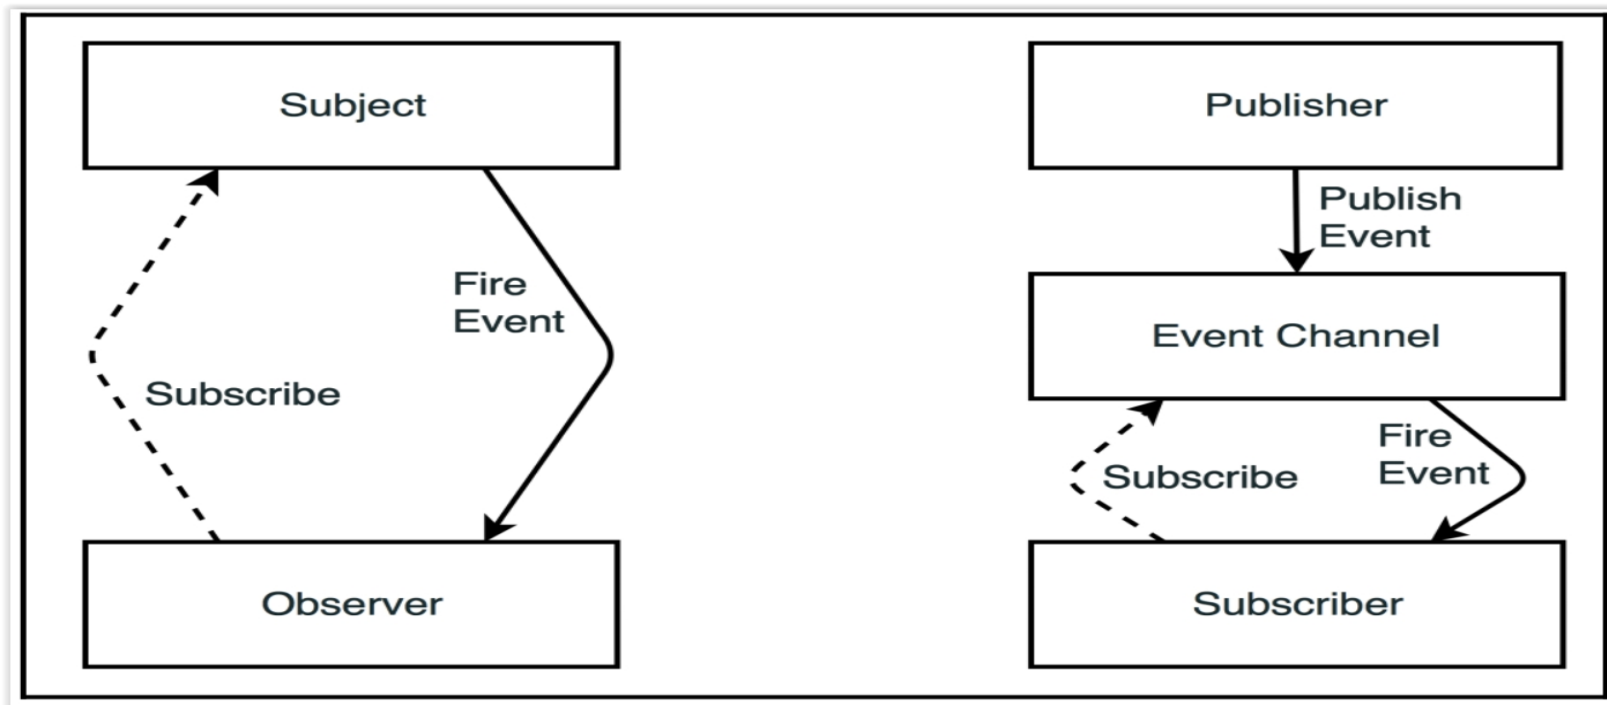 Subject
Fire
Event
Subscribe
Observer
Publisher
Publish
Event
Event Channel
Subscribe
Fire
Event
Subscriber